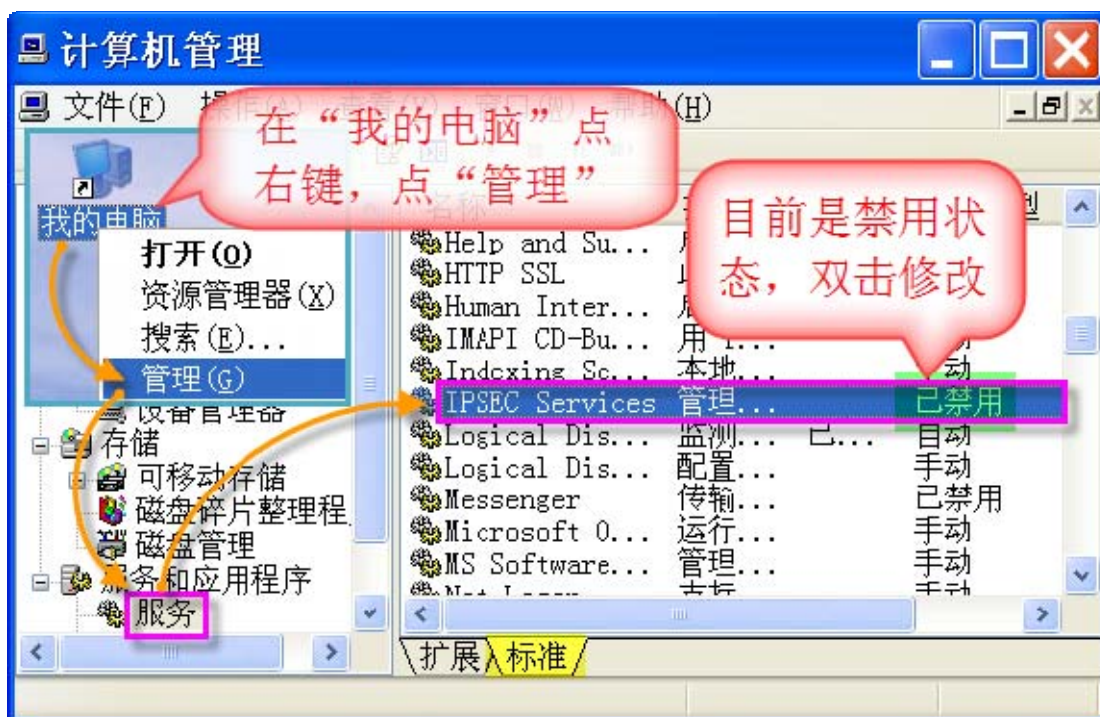 计算机管理
文件(F)
(H)
在“我的电脑”点
右键，点“管理”
我的电脑
打开(O)
资源管理器(X)
搜索(E)...
管理(G)
设备管理器
存储
可移动存储
磁盘碎片整理程
磁盘管理
服务和应用程序
服务
名称
目前是禁用状
态，双击修改
Help and Su...
HTTP SSL
Human Inter...
IMAPI CD-Bu... 用
Indexing Se... 本地... 动
IPSEC Services 管理... 已禁用
Logical Dis... 监测... 已... 自动
Logical Dis... 配置... 手动
Messenger 传输... 已禁用
Microsoft O... 运行... 手动
MS Software... 管理... 手动
扩展 标准